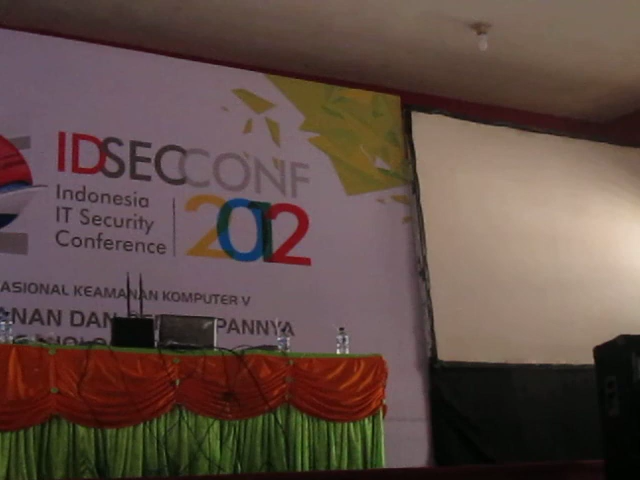 IDSECCONF
Indonesia
IT Security
Conference
2012
ASIONAL KEAMANAN KOMPUTER V
ANAN DAN PANNYA